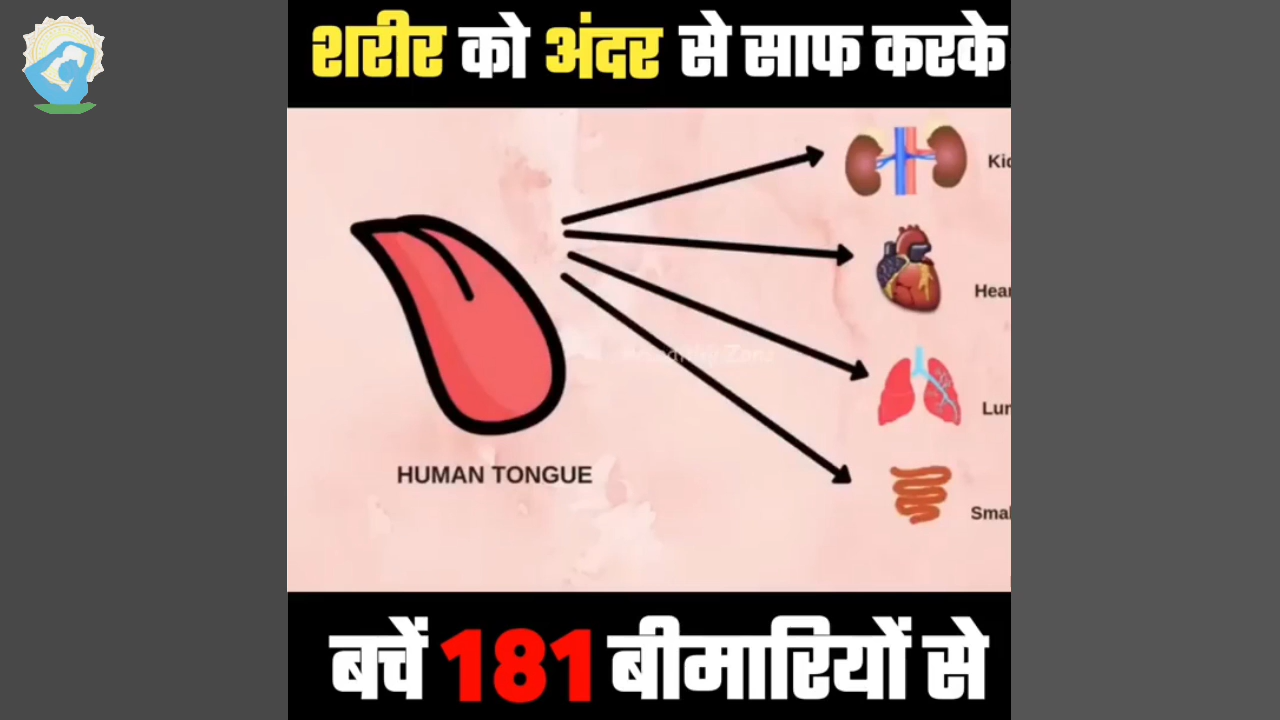 शरीर को अंदर से साफ करके
Kid
Hear
Lun
HUMAN TONGUE
Smal
बचें 181 बीमारियों से